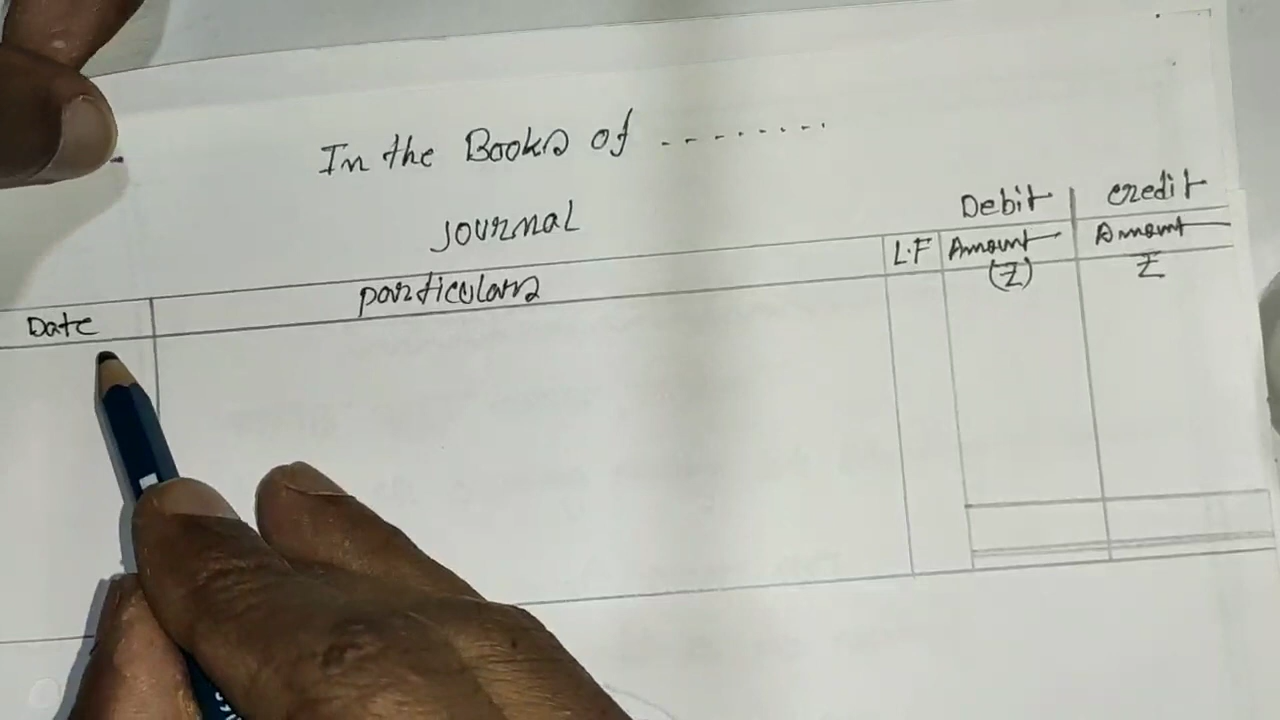 In the Books of .........
Journal
Debit credit
Date particulars L.F Amount Amount
(₹) ₹